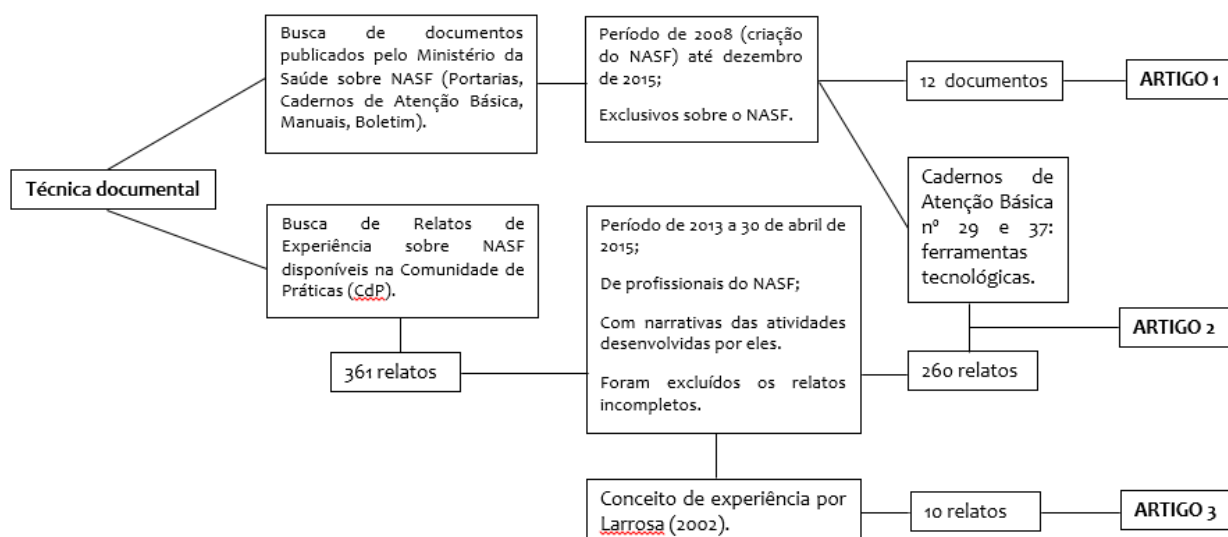 Técnica documental
Busca de documentos
publicados pelo Ministério da
Saúde sobre NASF (Portarias,
Cadernos de Atenção Básica,
Manuais, Boletim).
Período de 2008 (criação
do NASF) até dezembro
de 2015;
Exclusivos sobre o NASF.
12 documentos
ARTIGO 1
Cadernos de
Atenção Básica
nº 29 e 37:
ferramentas
tecnológicas.
Busca de Relatos de
Experiência sobre NASF
disponíveis na Comunidade de
Práticas (CdP).
361 relatos
Período de 2013 a 30 de abril de
2015;
De profissionais do NASF;
Com narrativas das atividades
desenvolvidas por eles.
Foram excluídos os relatos
incompletos.
260 relatos
ARTIGO 2
Conceito de experiência por
Larrosa (2002).
10 relatos
ARTIGO 3